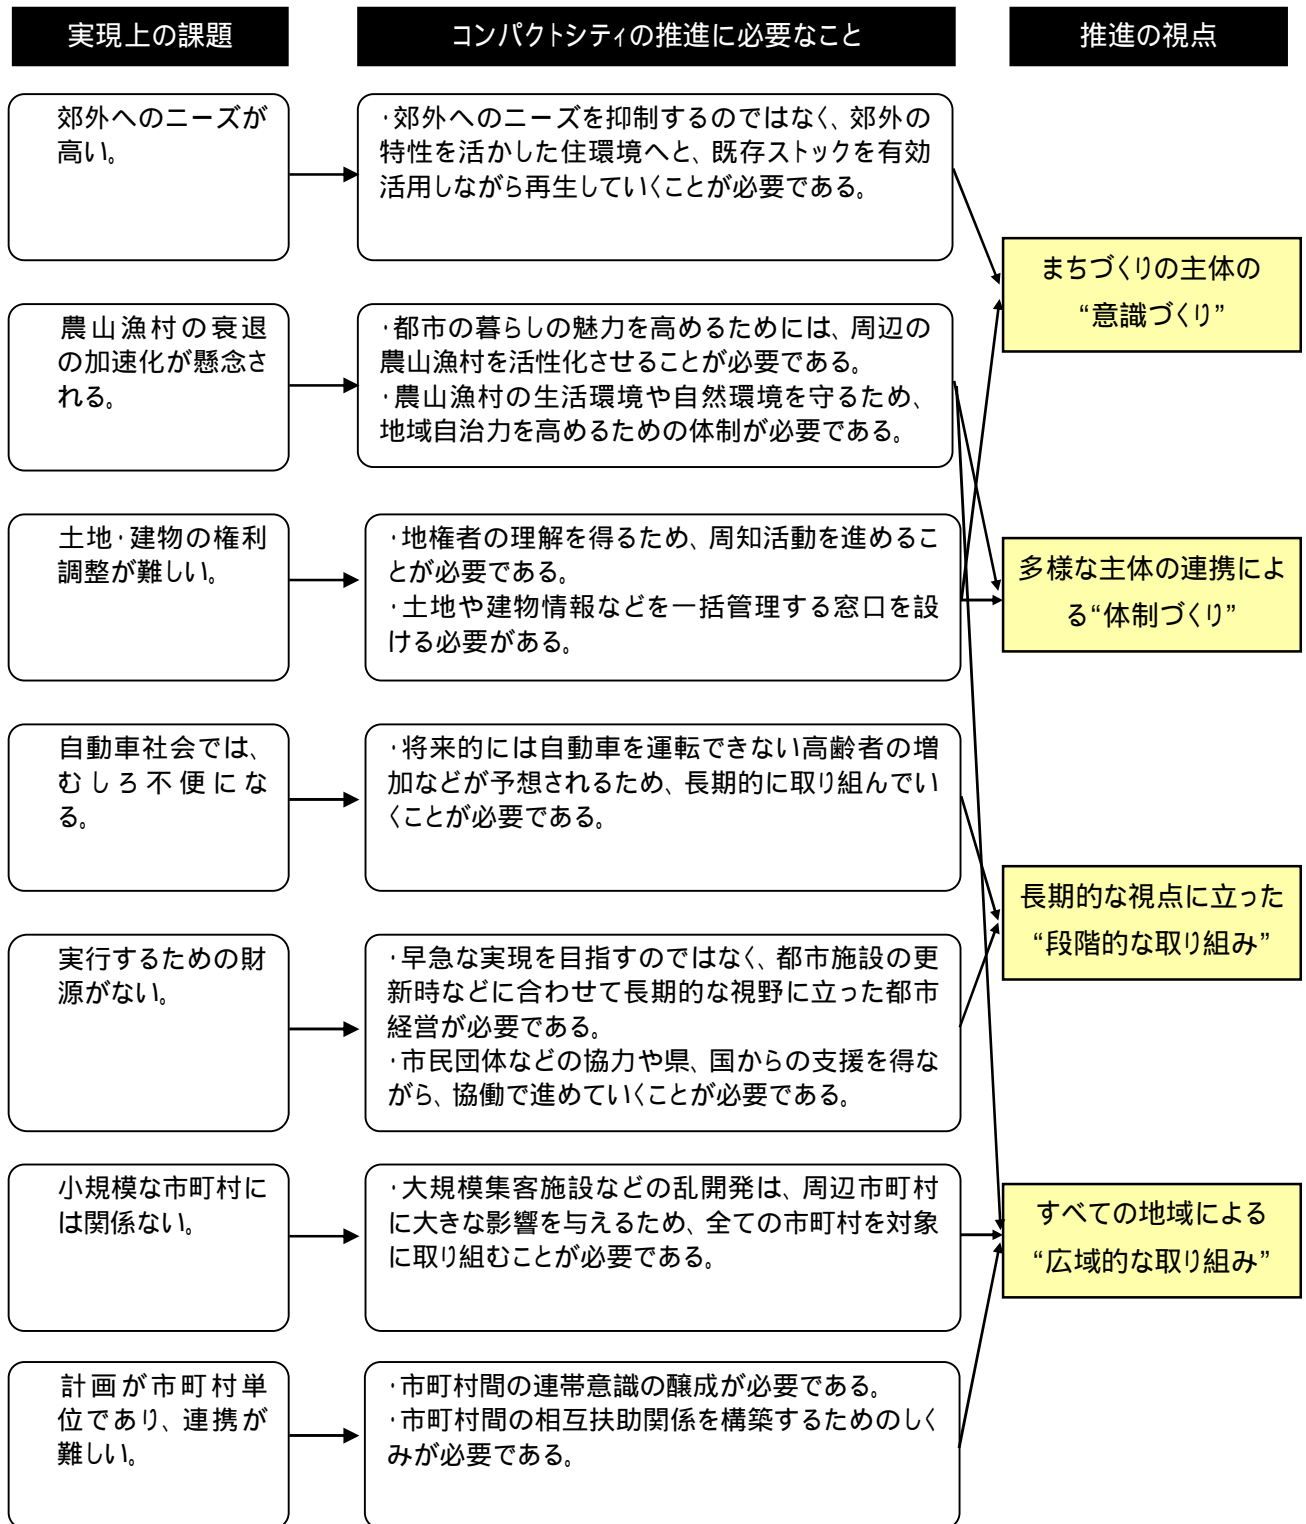 実現上の課題
コンパクトシティの推進に必要なこと
推進の視点
郊外へのニーズが
高い。
・郊外へのニーズを抑制するのではなく、郊外の
特性を活かした住環境へと、既存ストックを有効
活用しながら再生していくことが必要である。
まちづくりの主体の
“意識づくり”
農山漁村の衰退
の加速化が懸念さ
れる。
・都市の暮らしの魅力を高めるためには、周辺の
農山漁村を活性化させることが必要である。
・農山漁村の生活環境や自然環境を守るため、
地域自治力を高めるための体制が必要である。
土地・建物の権利
調整が難しい。
・地権者の理解を得るため、周知活動を進めるこ
とが必要である。
・土地や建物情報などを一括管理する窓口を設
ける必要がある。
多様な主体の連携によ
る“体制づくり”
自動車社会では、
むしろ不便にな
る。
・将来的には自動車を運転できない高齢者の増
加などが予想されるため、長期的に取り組んでい
くことが必要である。
長期的な視点に立った
“段階的な取り組み”
実行するための財
源がない。
・早急な実現を目指すのではなく、都市施設の更
新時などに合わせて長期的な視野に立った都市
経営が必要である。
・市民団体などの協力や県、国からの支援を得な
がら、協働で進めていくことが必要である。
小規模な市町村に
は関係ない。
・大規模集客施設などの乱開発は、周辺市町村
に大きな影響を与えるため、全ての市町村を対象
に取り組むことが必要である。
すべての地域による
“広域的な取り組み”
計画が市町村単
位であり、連携が
難しい。
・市町村間の連帯意識の醸成が必要である。
・市町村間の相互扶助関係を構築するためのしく
みが必要である。